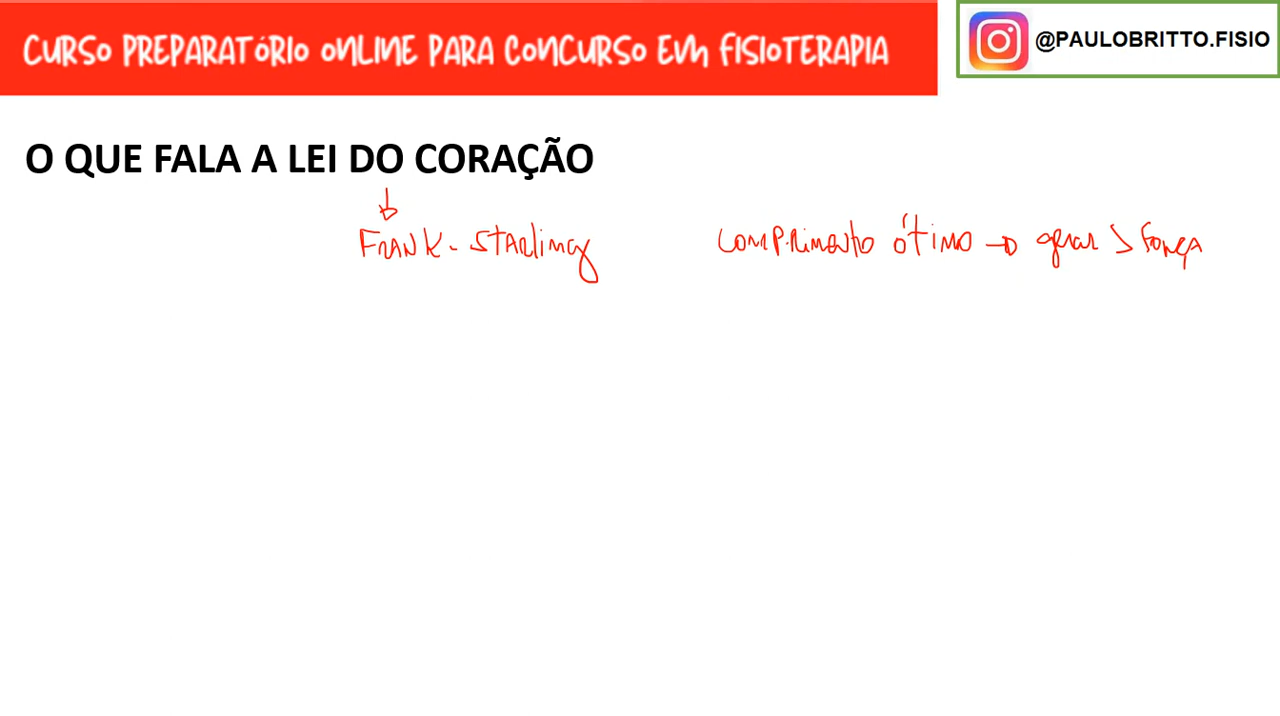 CURSO PREPARATÓRIO ONLINE PARA CONCURSO EM FISIOTERAPIA
@PAULOBRITTO.FISIO
O QUE FALA A LEI DO CORAÇÃO
FRANK-STARLING
COMPRIMENTO ÓTIMO → gerar > FORÇA